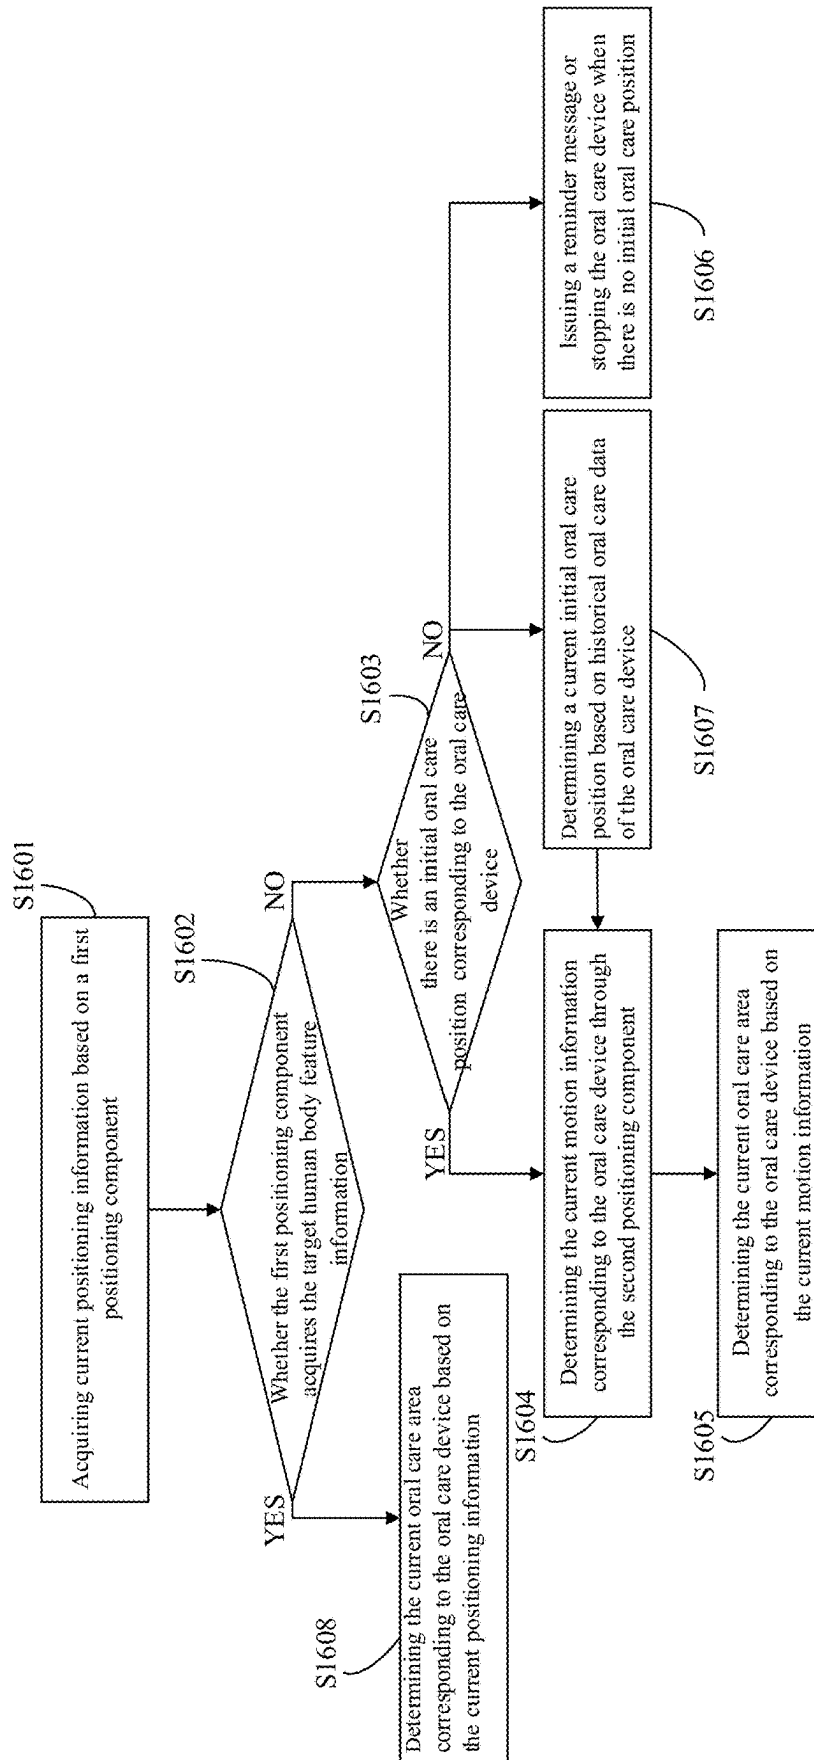 S1601
Acquiring current positioning information based on a first
positioning component
S1602
Whether the first positioning component
acquires the target human body feature
information
YES
NO
S1608
Determining the current oral care area
corresponding to the oral care device based on
the current positioning information
S1603
Whether
there is an initial oral care
position corresponding to the oral care
device
YES
NO
S1604
Determining the current motion information
corresponding to the oral care device through
the second positioning component
Determining a current initial oral care
position based on historical oral care data
of the oral care device
S1607
Issuing a reminder message or
stopping the oral care device when
there is no initial oral care position
S1606
S1605
Determining the current oral care area
corresponding to the oral care device based on
the current motion information